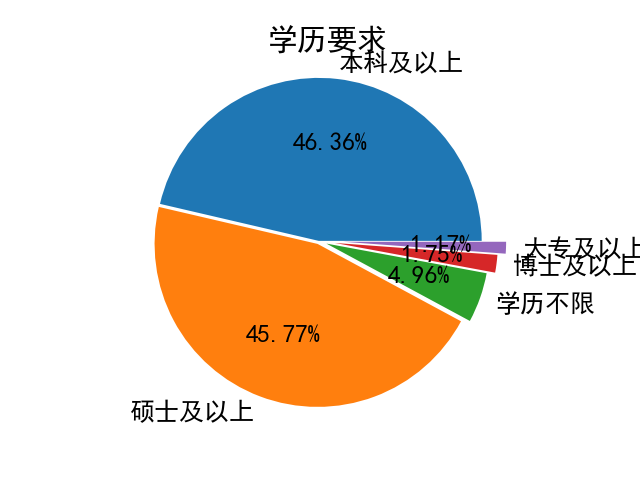 学历要求
本科及以上
46.36%
1.17%
大专及以上
1.75%
博士及以上
4.96%
学历不限
45.77%
硕士及以上